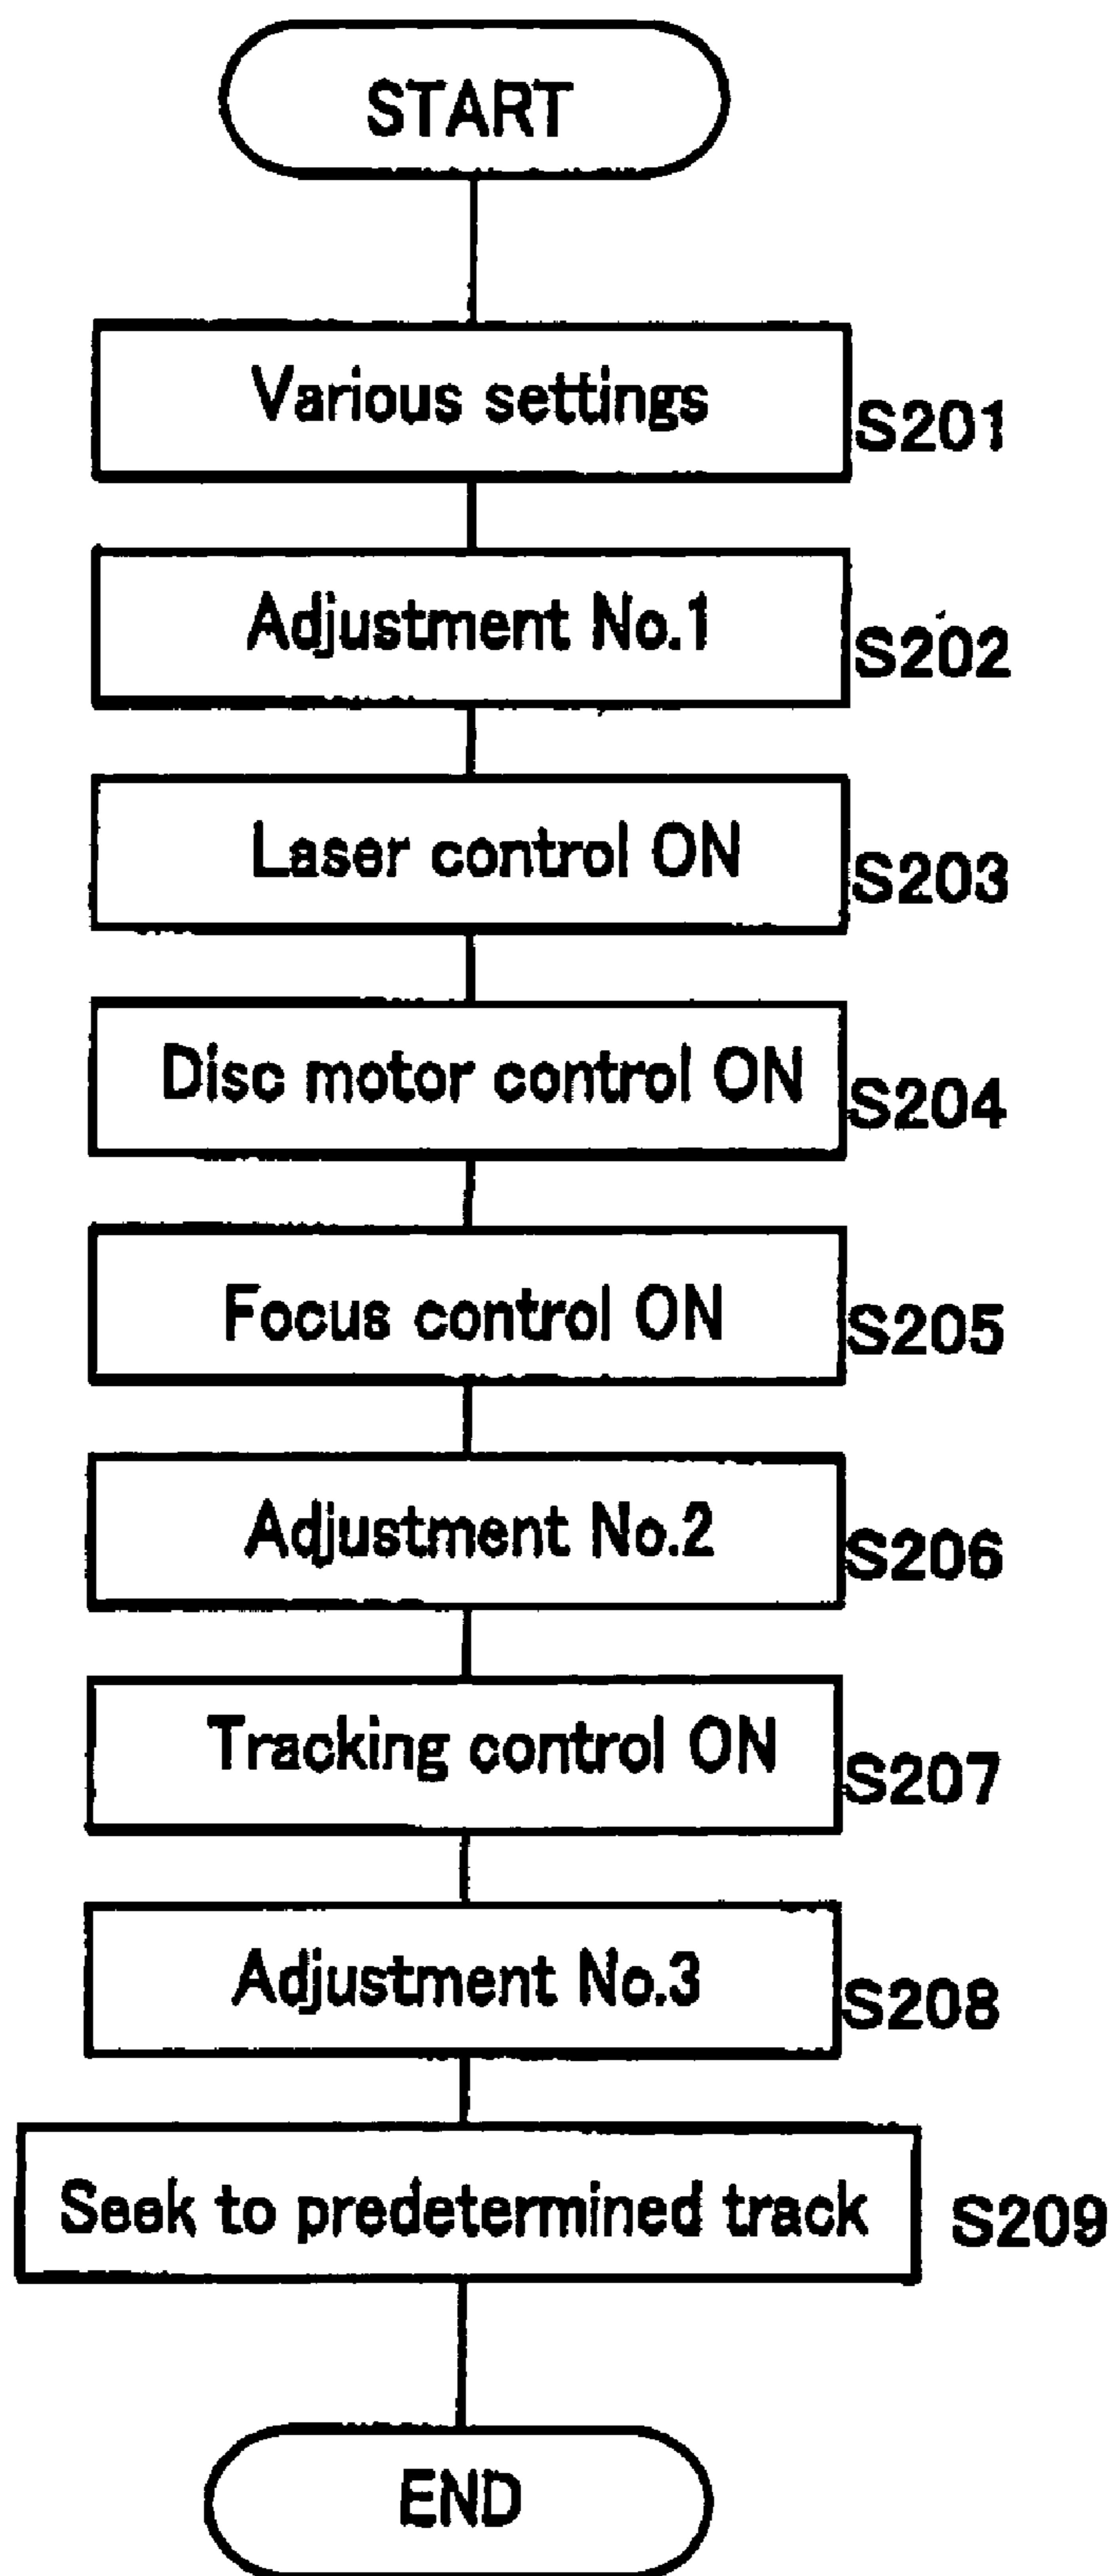 START
Various settings
S201
Adjustment No.1
S202
Laser control ON
S203
Disc motor control ON
S204
Focus control ON
S205
Adjustment No.2
S206
Tracking control ON
S207
Adjustment No.3
S208
Seek to predetermined track
S209
END